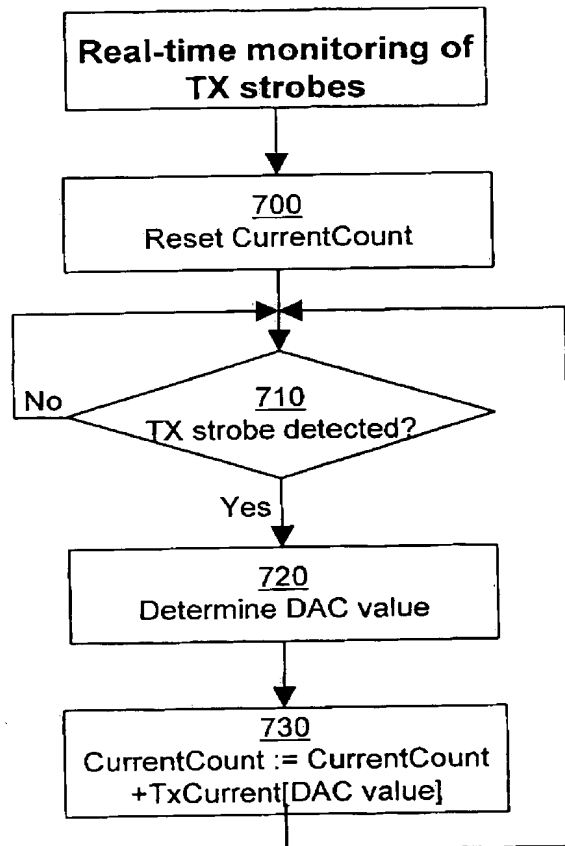 Real-time monitoring of
TX strobes
700
Reset CurrentCount
710
TX strobe detected?
No
Yes
720
Determine DAC value
730
CurrentCount := CurrentCount
+TxCurrent[DAC value]